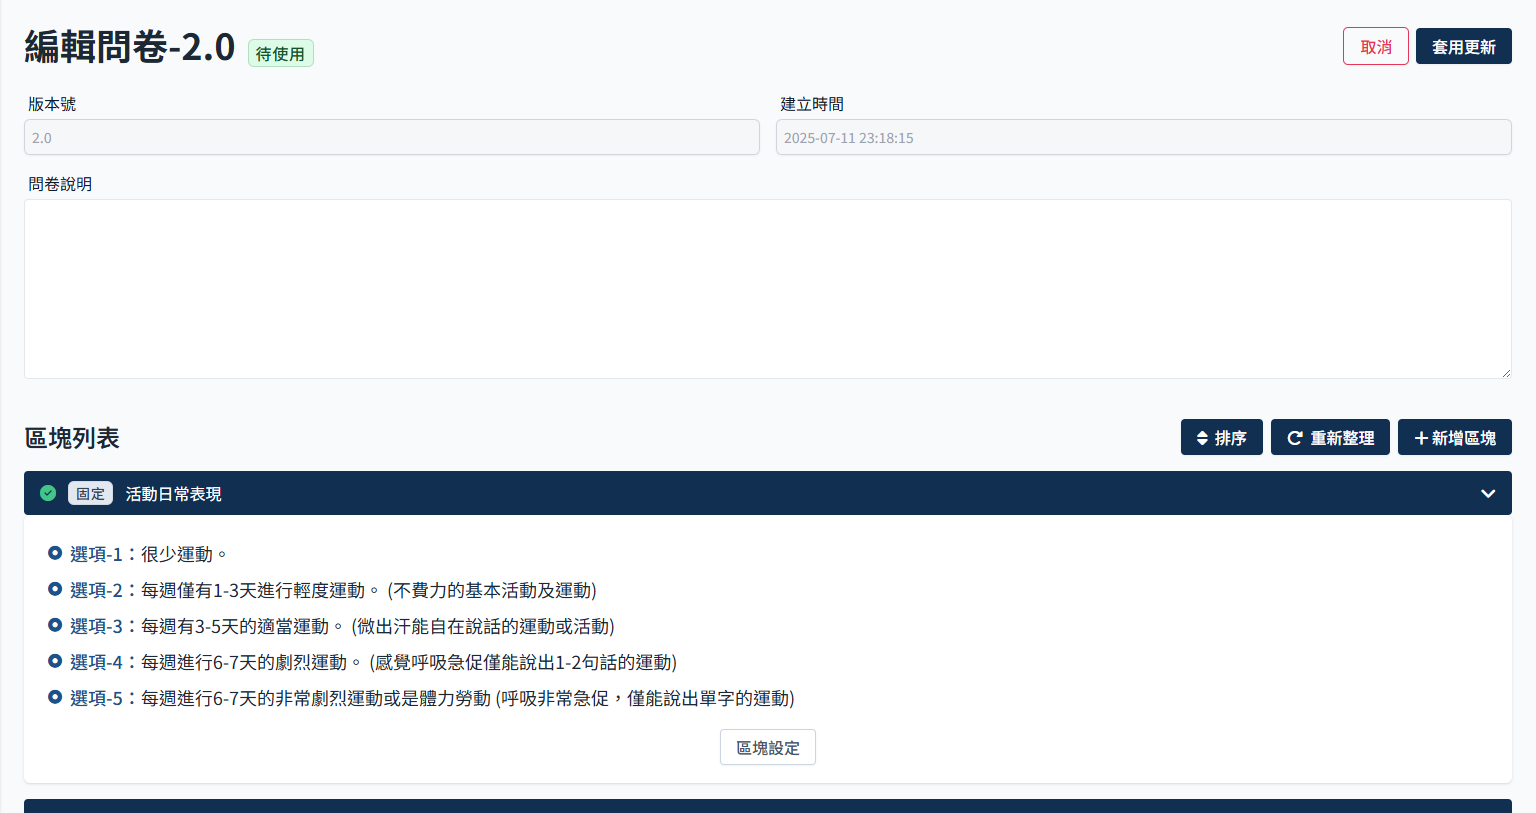 編輯問卷-2.0 待使用 取消 套用更新
版本號 建立時間
2.0 2025-07-11 23:18:15
問卷說明
區塊列表 排序 重新整理 新增區塊
固定 活動日常表現
選項-1：很少運動。
選項-2：每週僅有1-3天進行輕度運動。 (不費力的基本活動及運動)
選項-3：每週有3-5天的適當運動。 (微出汗能自在說話的運動或活動)
選項-4：每週進行6-7天的劇烈運動。 (感覺呼吸急促僅能說出1-2句話的運動)
選項-5：每週進行6-7天的非常劇烈運動或是體力勞動 (呼吸非常急促，僅能說出單字的運動)
區塊設定